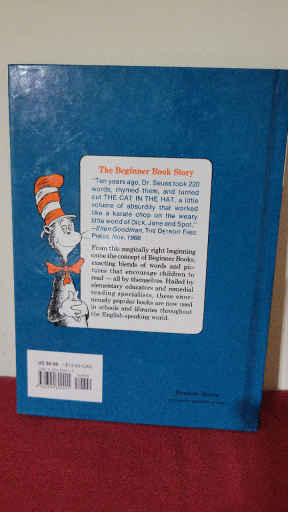 The Beginner Book Story
"Ten years ago, Dr. Seuss took 220
words, rhymed them, and turned
out THE CAT IN THE HAT, a little
volume of absurdity that worked
like a karate chop on the weary
little world of Dick, Jane and Spot."
—Ellen Goodman, THE DETROIT FREE
PRESS, Nov. 1966
From this magically right beginning
came the concept of Beginner Books,
exciting blends of words and pic-
tures that encourage children to
read — all by themselves. Hailed by
elementary educators and remedial
reading specialists, these enor-
mously popular books are now used
in schools and libraries throughout
the English-speaking world.